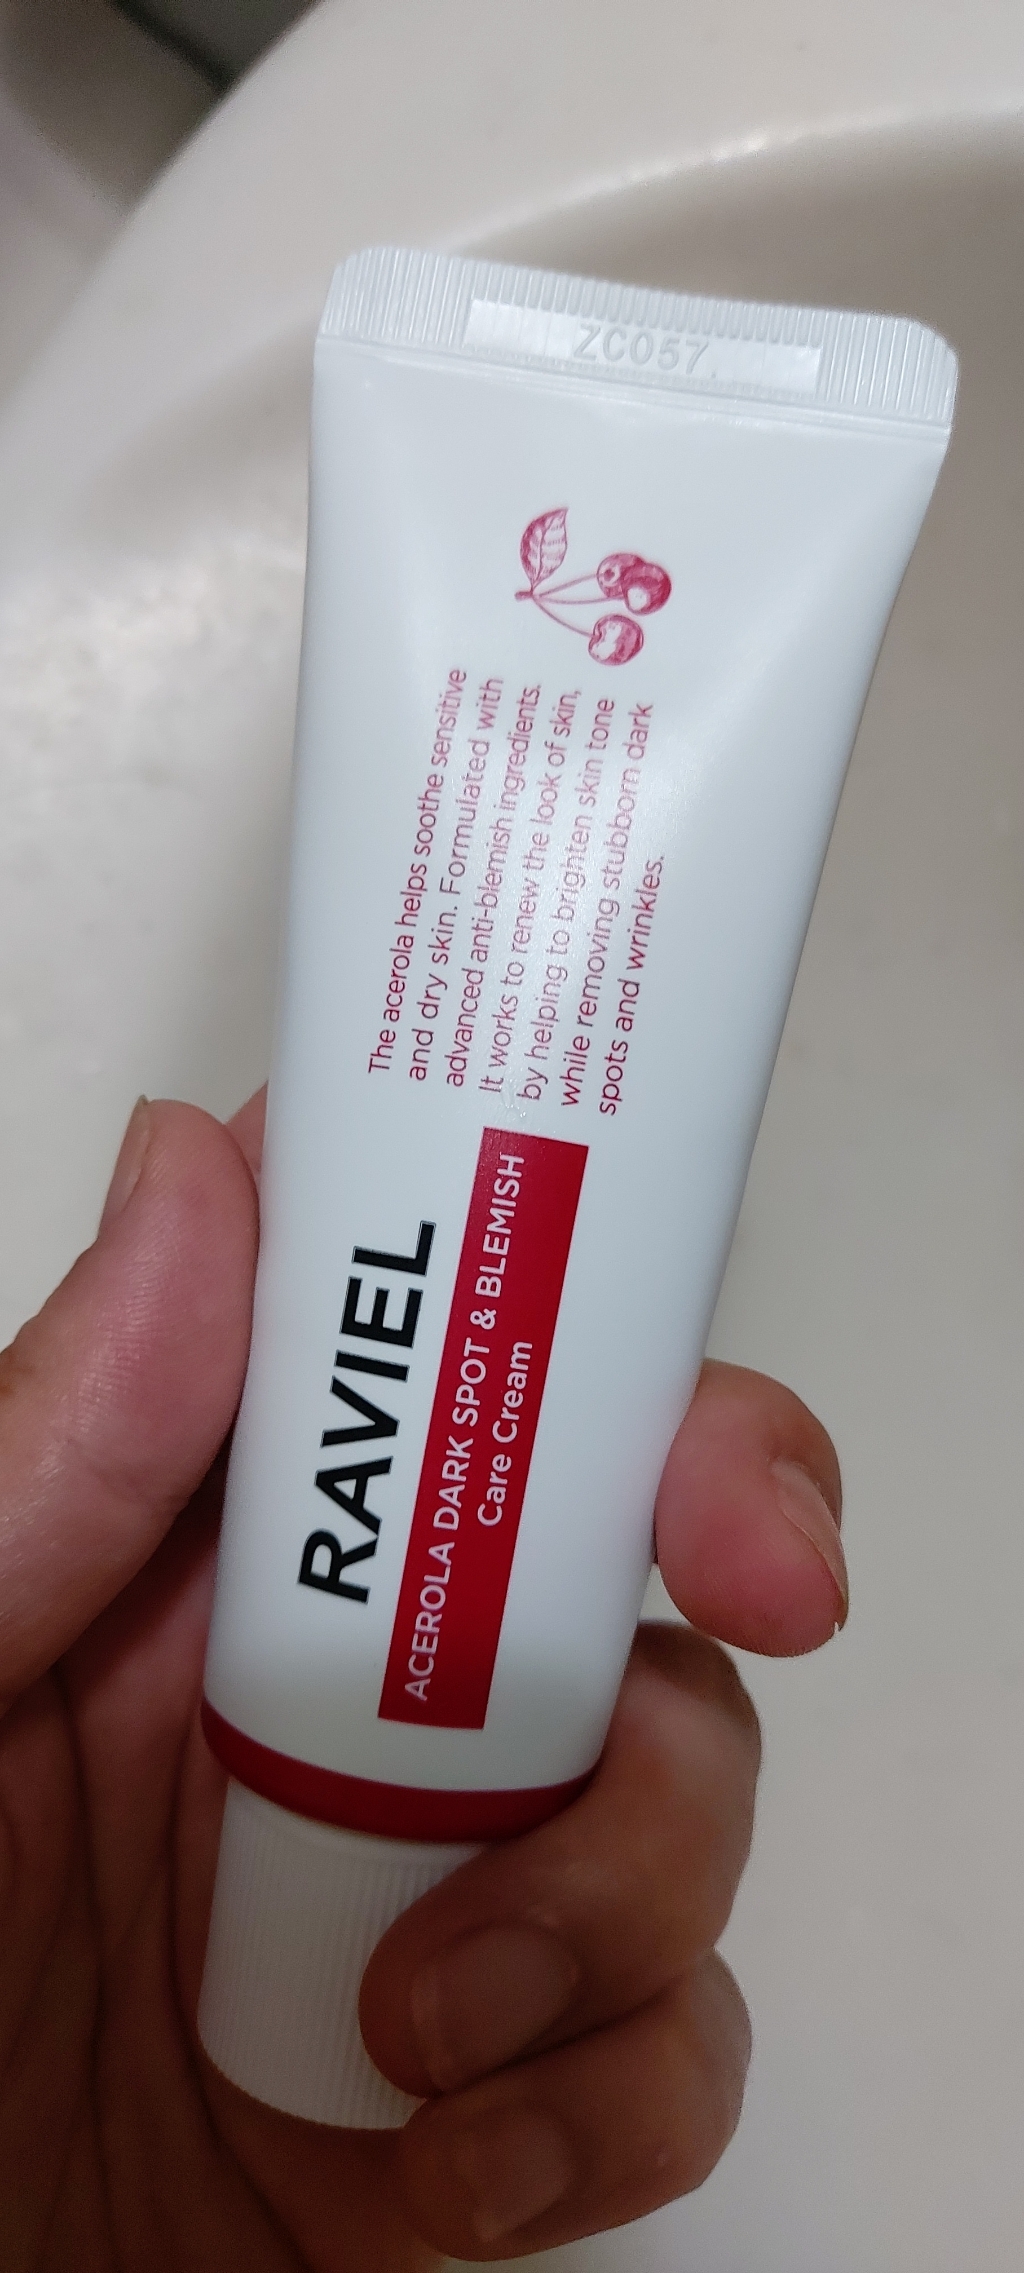 ZC057
RAVIEL
ACEROLA DARK SPOT & BLEMISH
Care Cream
The acerola helps soothe sensitive
and dry skin. Formulated with
advanced anti-blemish ingredients.
It works to renew the look of skin,
by helping to brighten skin tone
while removing stubborn dark
spots and wrinkles.